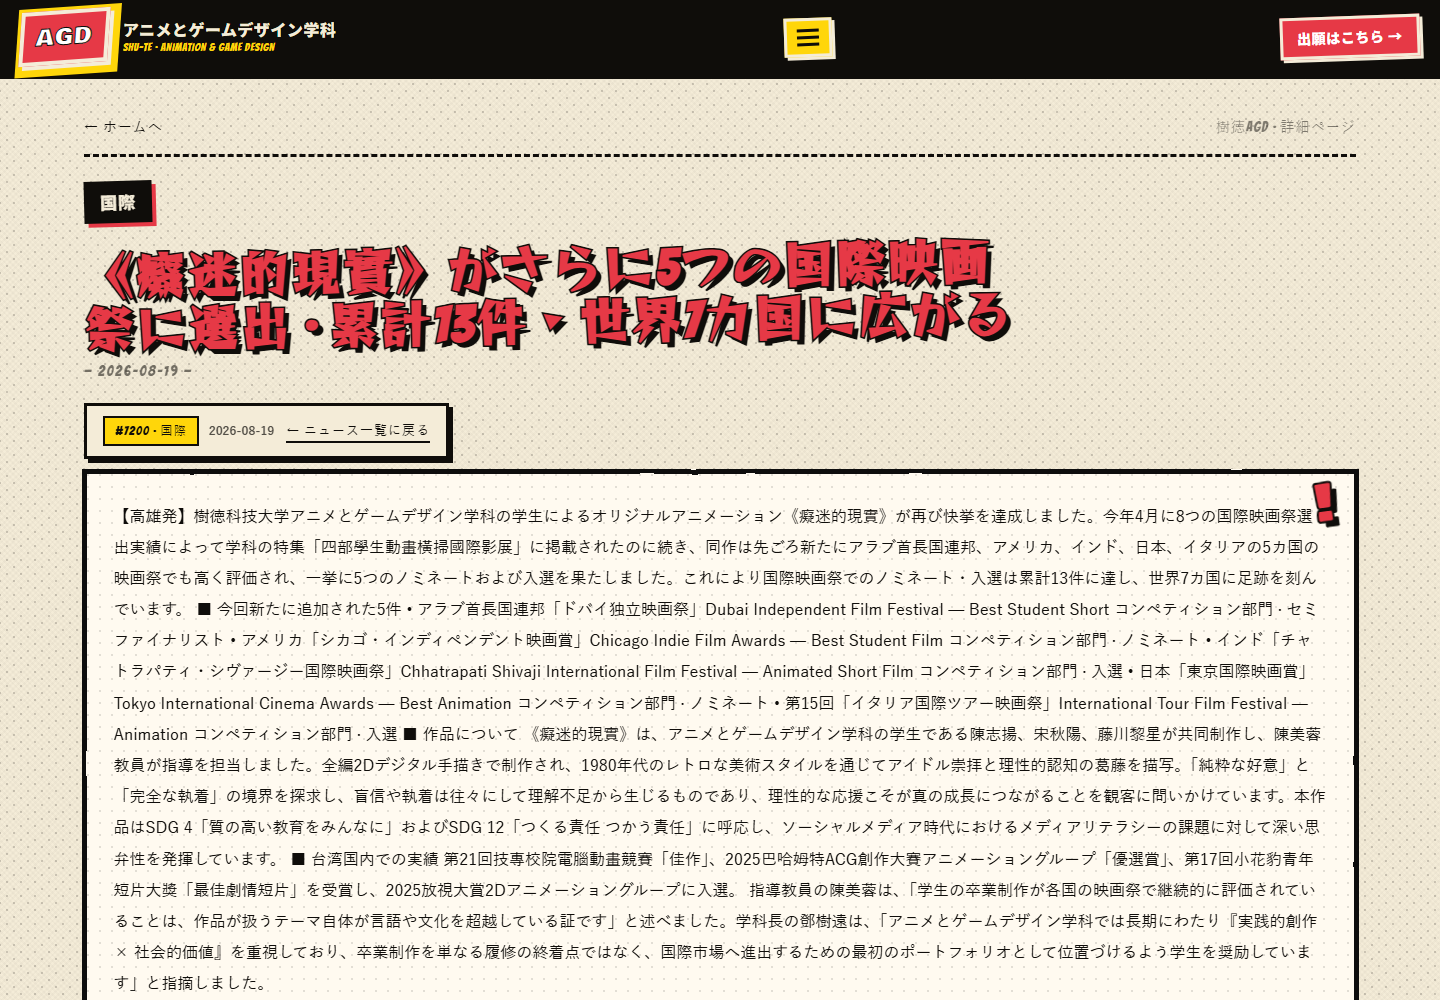 AGD
アニメとゲームデザイン学科
SHU-TE · ANIMATION & GAME DESIGN
出願はこちら →
← ホームへ
樹德AGD · 詳細ページ
国際
《癡迷的現實》がさらに5つの国際映画
祭に選出・累計13件 ▾ 世界7カ国に広がる
— 2026-08-19 —
#7200 · 国際
2026-08-19
← ニュース一覧に戻る
【高雄発】樹徳科技大学アニメとゲームデザイン学科の学生によるオリジナルアニメーション《癡迷的現實》が再び快挙を達成しました。今年4月に8つの国際映画祭選
出実績によって学科の特集「四部學生動畫橫掃國際影展」に掲載されたのに続き、同作は先ごろ新たにアラブ首長国連邦、アメリカ、インド、日本、イタリアの5カ国の
映画祭でも高く評価され、一挙に5つのノミネートおよび入選を果たしました。これにより国際映画祭でのノミネート・入選は累計13件に達し、世界7カ国に足跡を刻ん
でいます。 ■ 今回新たに追加された5件 • アラブ首長国連邦「ドバイ独立映画祭」Dubai Independent Film Festival — Best Student Short コンペティション部門 · セミ
ファイナリスト • アメリカ「シカゴ・インディペンデント映画賞」Chicago Indie Film Awards — Best Student Film コンペティション部門 · ノミネート • インド「チャ
トラパティ・シヴァージー国際映画祭」Chhatrapati Shivaji International Film Festival — Animated Short Film コンペティション部門 · 入選 • 日本「東京国際映画賞」
Tokyo International Cinema Awards — Best Animation コンペティション部門 · ノミネート • 第15回「イタリア国際ツアー映画祭」International Tour Film Festival —
Animation コンペティション部門 · 入選 ■ 作品について 《癡迷的現實》は、アニメとゲームデザイン学科の学生である陳志揚、宋秋陽、藤川黎星が共同制作し、陳美蓉
教員が指導を担当しました。全編2Dデジタル手描きで制作され、1980年代のレトロな美術スタイルを通じてアイドル崇拝と理性的認知の葛藤を描写。「純粋な好意」と
「完全な執着」の境界を探求し、盲信や執着は往々にして理解不足から生じるものであり、理性的な応援こそが真の成長につながることを観客に問いかけています。本作
品はSDG 4「質の高い教育をみんなに」およびSDG 12「つくる責任 つかう責任」に呼応し、ソーシャルメディア時代におけるメディアリテラシーの課題に対して深い思
弁性を発揮しています。 ■ 台湾国内での実績 第21回技專校院電腦動畫競賽「佳作」、2025巴哈姆特ACG創作大賽アニメーショングループ「優選賞」、第17回小花豹青年
短片大獎「最佳劇情短片」を受賞し、2025放視大賞2Dアニメーショングループに入選。 指導教員の陳美蓉は、「学生の卒業制作が各国の映画祭で継続的に評価されてい
ることは、作品が扱うテーマ自体が言語や文化を超越している証です」と述べました。学科長の鄧樹遠は、「アニメとゲームデザイン学科では長期にわたり『実践的創作
× 社会的価値』を重視しており、卒業制作を単なる履修の終着点ではなく、国際市場へ進出するための最初のポートフォリオとして位置づけるよう学生を奨励していま
す」と指摘しました。
!